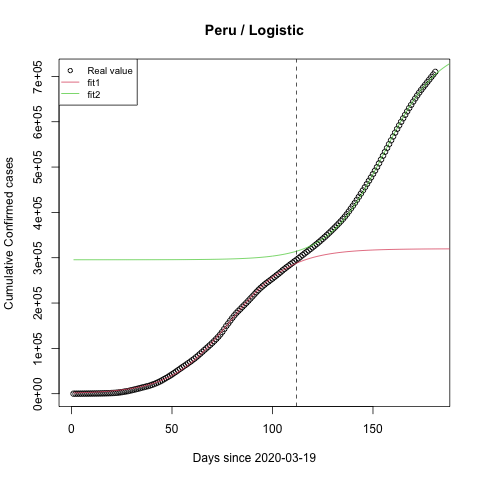 Peru / Logistic
Real value
fit1
fit2
7e+05
6e+05
5e+05
4e+05
3e+05
2e+05
1e+05
0e+00
Cumulative Confirmed cases
0 50 100 150
Days since 2020-03-19